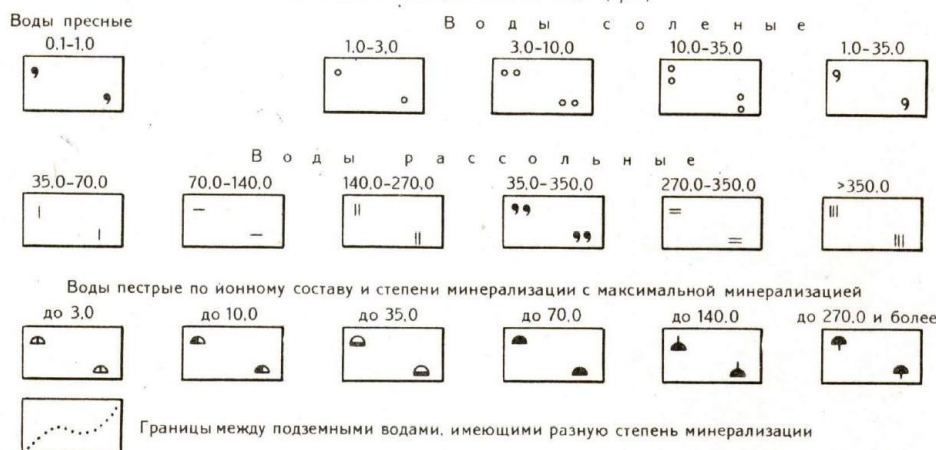 Воды пресные
В о д ы с о л е н ы е
0.1-1.0 1.0-3.0 3.0-10.0 10.0-35.0 1.0-35.0
В о д ы р а с с о л ь н ы е
35.0-70.0 70.0-140.0 140.0-270.0 35.0-350.0 270.0-350.0 >350.0
Воды пестрые по ионному составу и степени минерализации с максимальной минерализацией
до 3,0 до 10,0 до 35,0 до 70,0 до 140,0 до 270,0 и более
Границы между подземными водами, имеющими разную степень минерализации